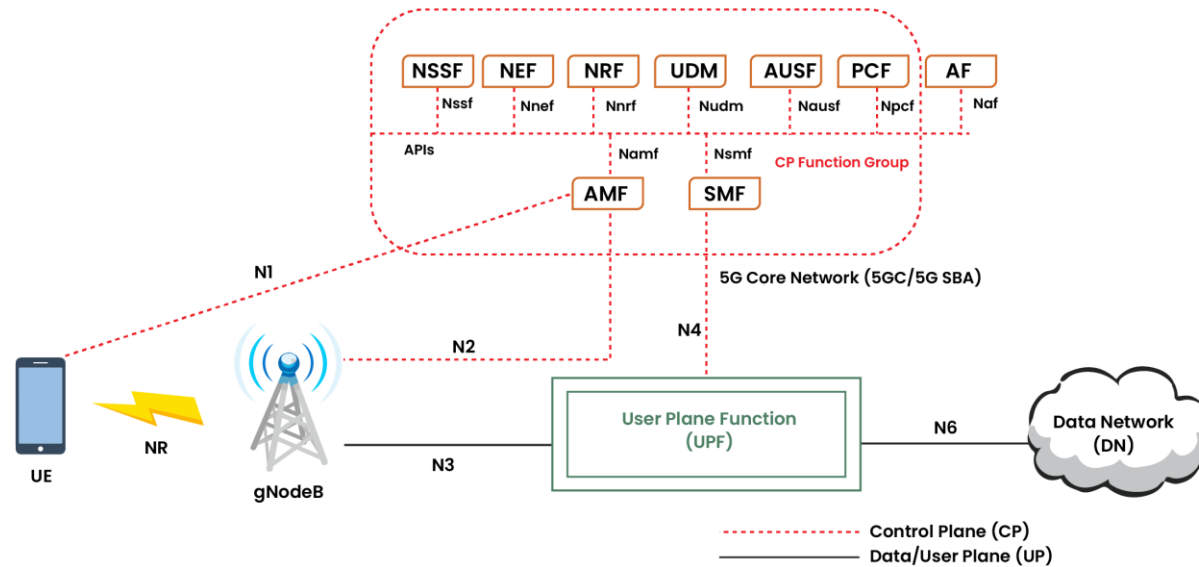 NSSF
NEF
NRF
UDM
AUSF
PCF
AF
Nssf
Nnef
Nnrf
Nudm
Nausf
Npcf
Naf
APIs
Namf
Nsmf
CP Function Group
AMF
SMF
N1
5G Core Network (5GC/5G SBA)
N2
N4
User Plane Function
(UPF)
Data Network
(DN)
N6
NR
N3
UE
gNodeB
Control Plane (CP)
Data/User Plane (UP)